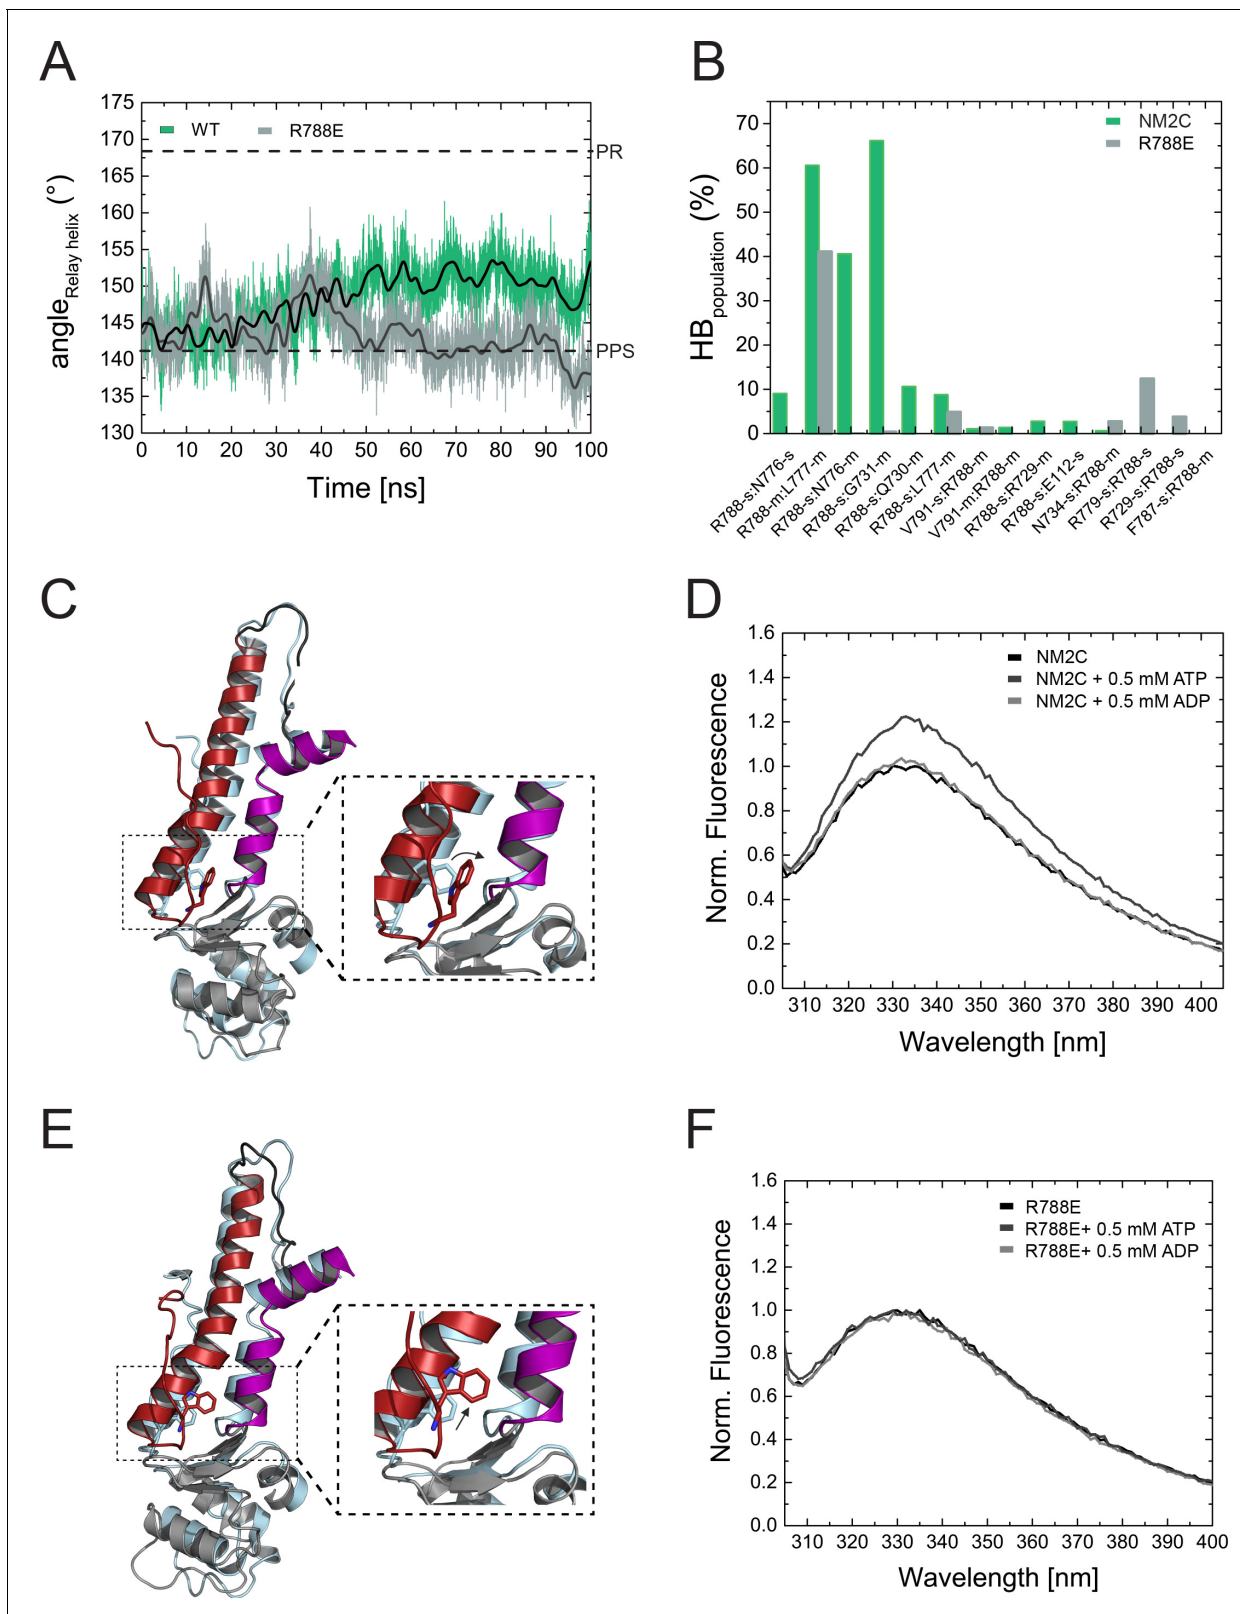 A
175
170
165
160
155
150
145
140
135
130
WT
R788E
PR
PPS
angle Relay helix (°)
0 10 20 30 40 50 60 70 80 90 100
Time [ns]
B
70
60
50
40
30
20
10
0
NM2C
R788E
HB population (%)
R788-s:N776-s
R788-m:L777-m
R788-s:N776-m
R788-s:G731-m
R788-s:Q730-m
R788-s:L777-m
V791-s:R788-m
V791-m:R788-m
R788-s:R729-m
R788-s:E112-s
N734-s:R788-m
R779-s:R788-s
R729-s:R788-s
F787-s:R788-m
C
D
1.6
1.4
1.2
1.0
0.8
0.6
0.4
0.2
0.0
NM2C
NM2C + 0.5 mM ATP
NM2C + 0.5 mM ADP
Norm. Fluorescence
310 320 330 340 350 360 370 380 390 400
Wavelength [nm]
E
F
1.6
1.4
1.2
1.0
0.8
0.6
0.4
0.2
0.0
R788E
R788E+ 0.5 mM ATP
R788E+ 0.5 mM ADP
Norm. Fluorescence
310 320 330 340 350 360 370 380 390 400
Wavelength [nm]